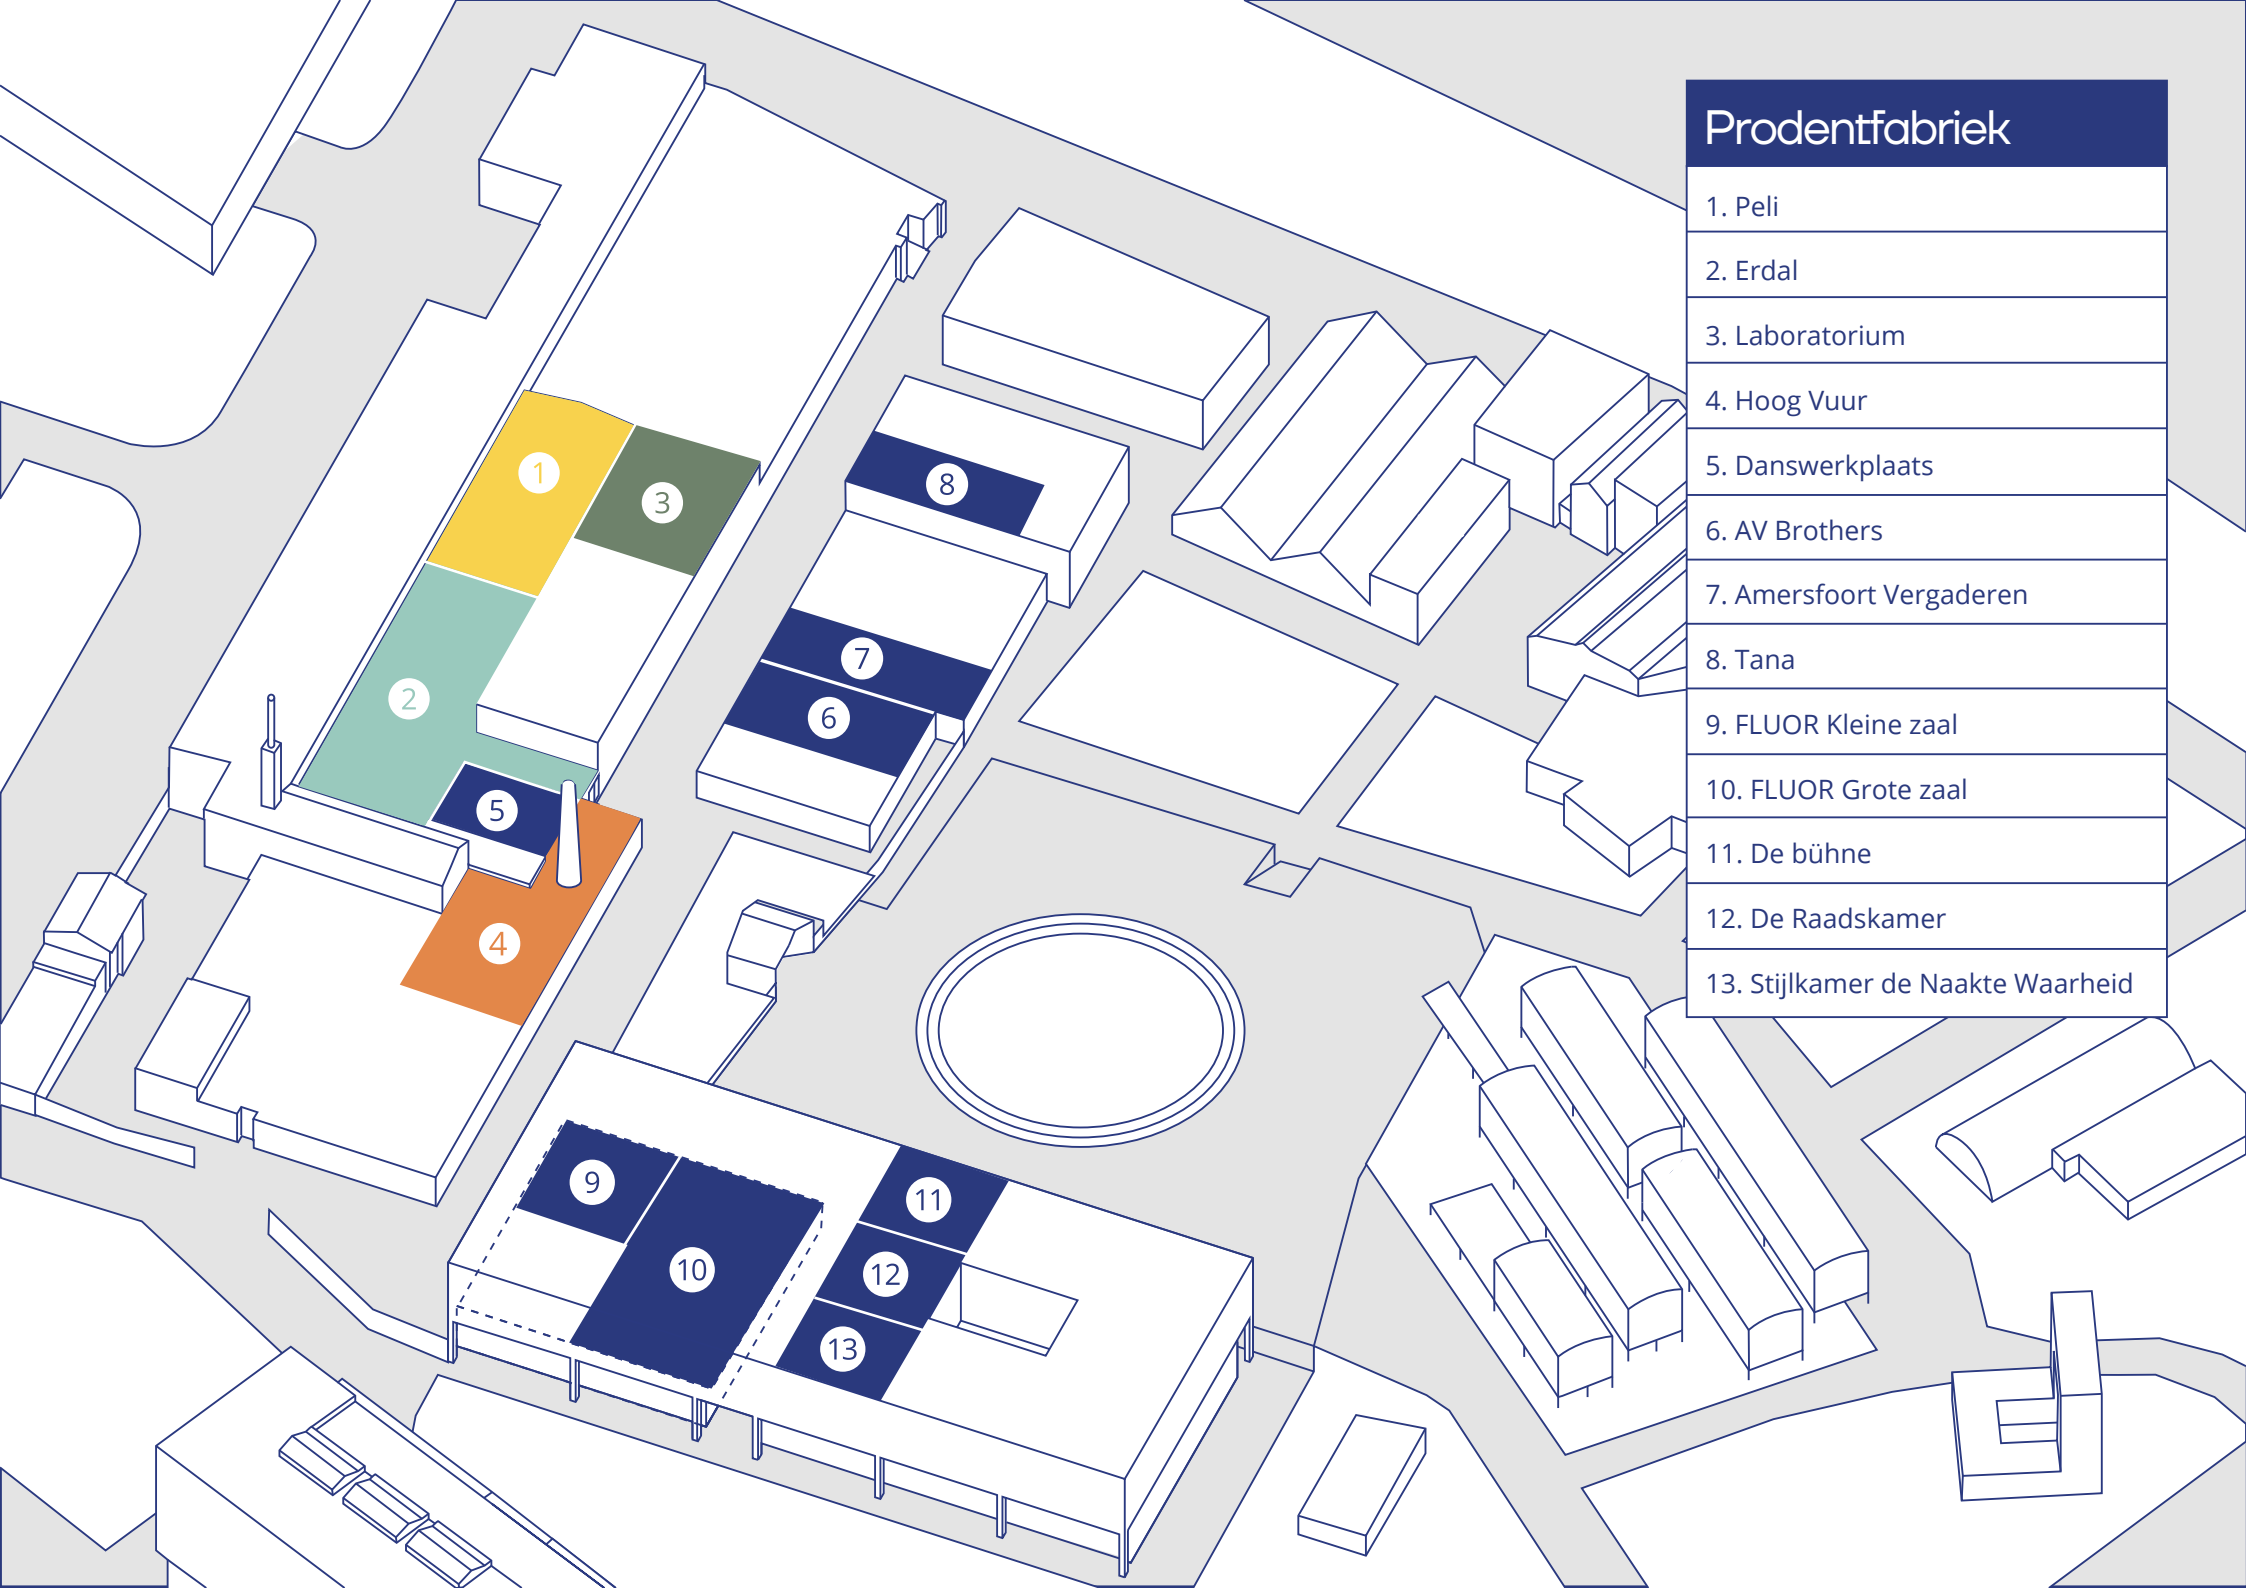 Prodentfabriek
1. Peli
2. Erdal
3. Laboratorium
4. Hoog Vuur
5. Danswerkplaats
6. AV Brothers
7. Amersfoort Vergaderen
8. Tana
9. FLUOR Kleine zaal
10. FLUOR Grote zaal
11. De bühne
12. De Raadskamer
13. Stijlkamer de Naakte Waarheid
1
3
8
7
2
6
5
4
9
11
10
12
13